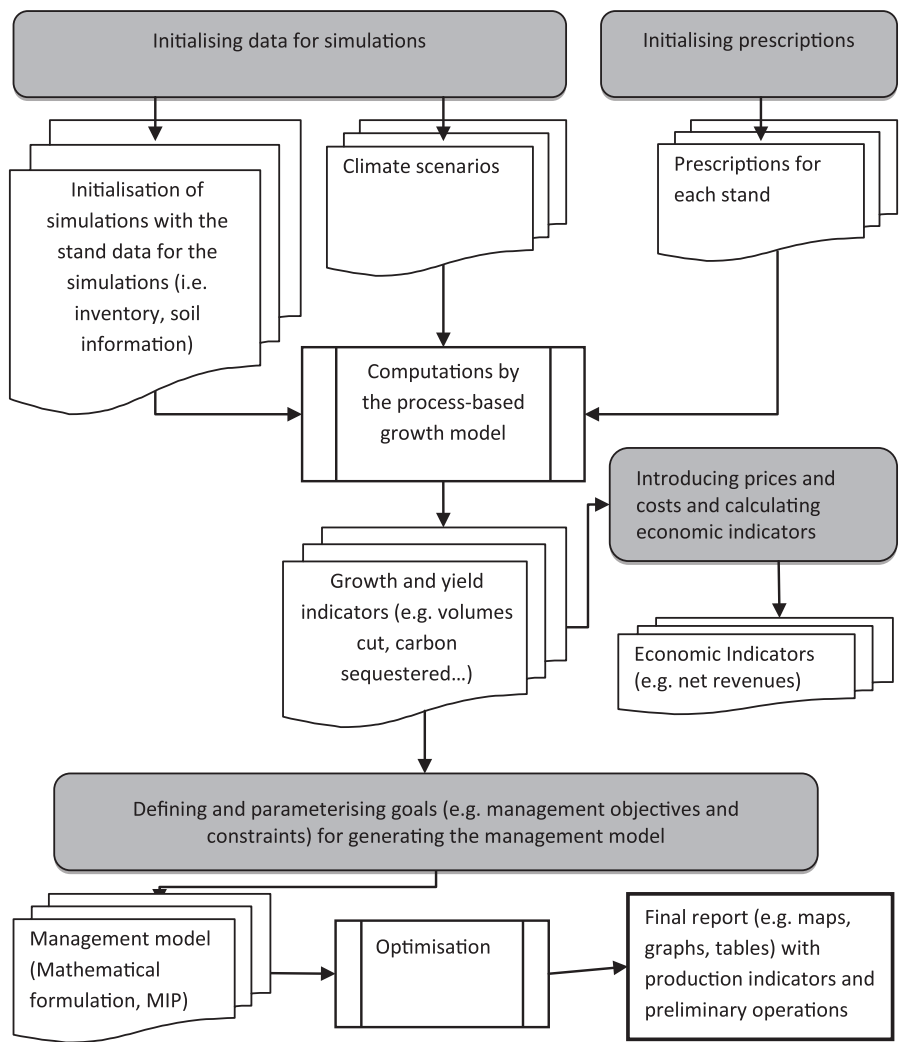 Initialising data for simulations
Initialising prescriptions
Initialisation of
simulations with the
stand data for the
simulations (i.e.
inventory, soil
information)
Climate scenarios
Prescriptions for
each stand
Computations by
the process-based
growth model
Introducing prices and
costs and calculating
economic indicators
Growth and yield
indicators (e.g. volumes
cut, carbon
sequestered…)
Economic Indicators
(e.g. net revenues)
Defining and parameterising goals (e.g. management objectives and
constraints) for generating the management model
Management model
(Mathematical
formulation, MIP)
Optimisation
Final report (e.g. maps,
graphs, tables) with
production indicators and
preliminary operations